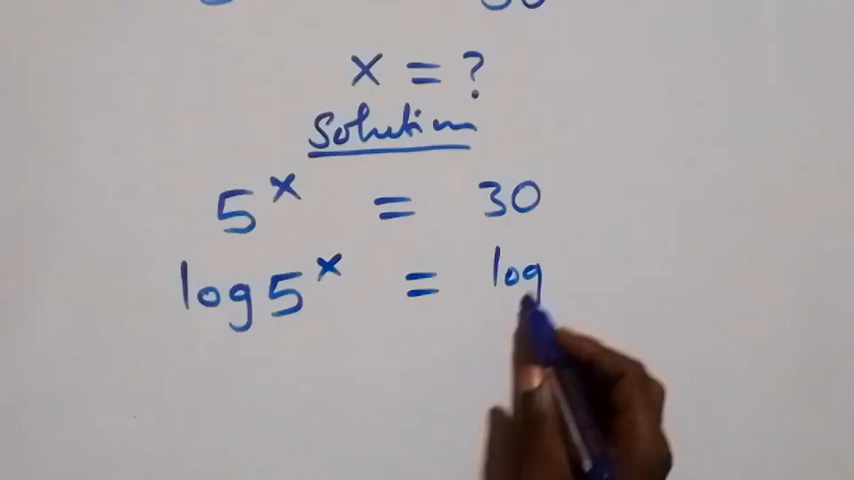 x = ?
Solution
5^x = 30
log 5^x = log